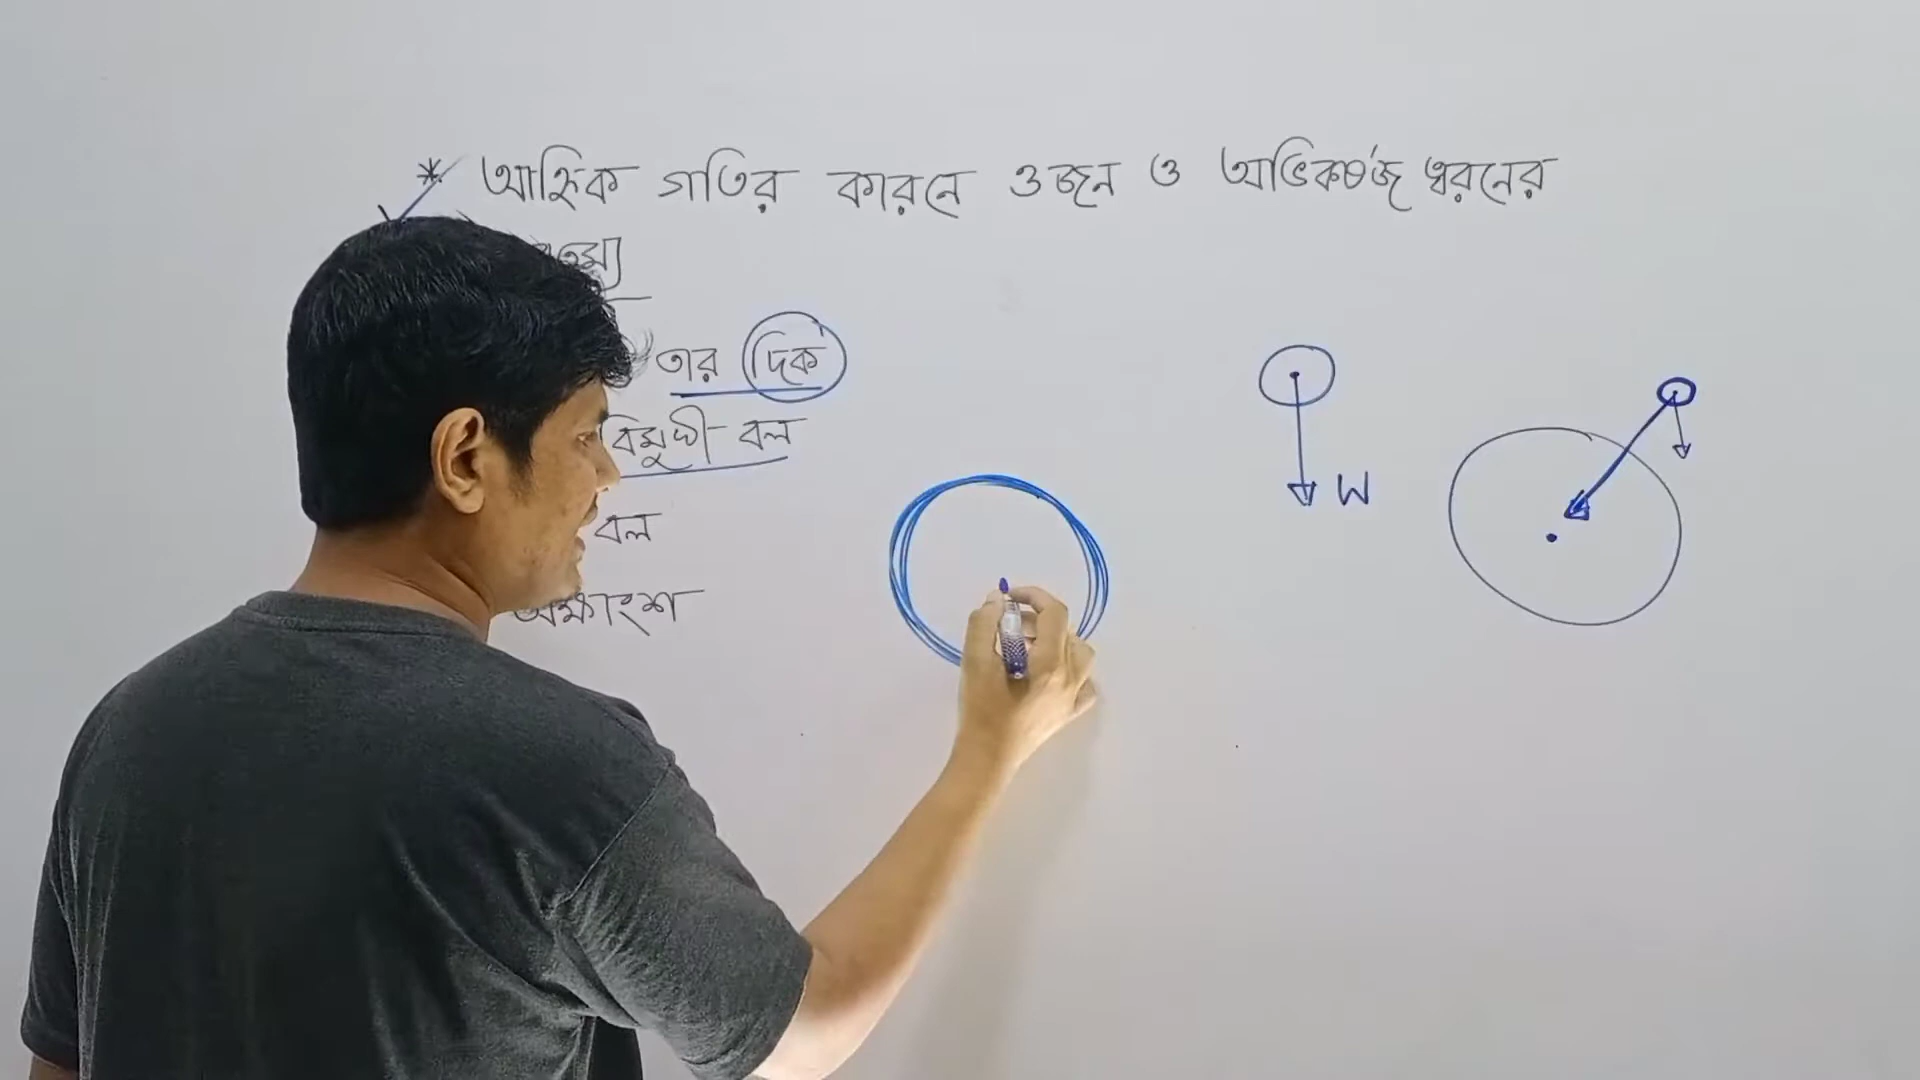 * আহ্নিক গতির কারনে ওজন ও অভিকর্ষজ ত্বরনের
তার দিক
বল
বল
অক্ষাংশ
W